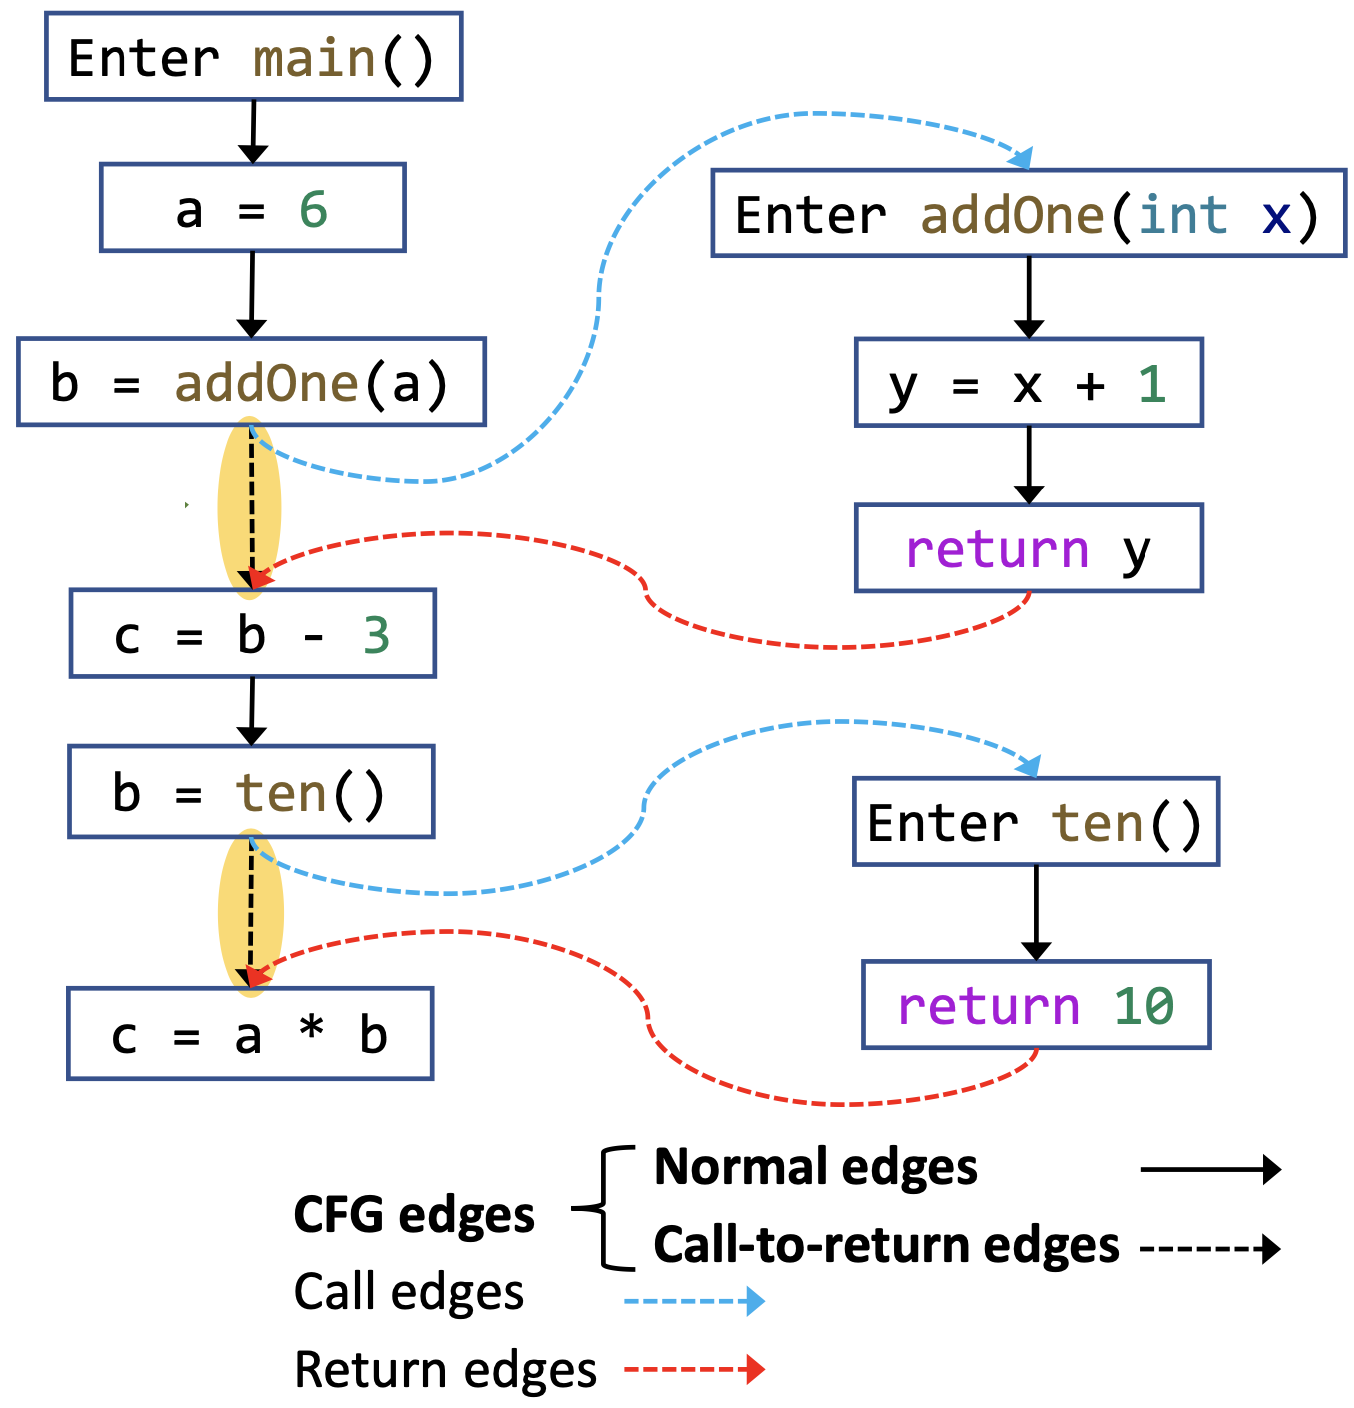 Enter main()
a = 6
b = addOne(a)
c = b - 3
b = ten()
c = a * b
Enter addOne(int x)
y = x + 1
return y
Enter ten()
return 10
CFG edges
Normal edges
Call-to-return edges
Call edges
Return edges